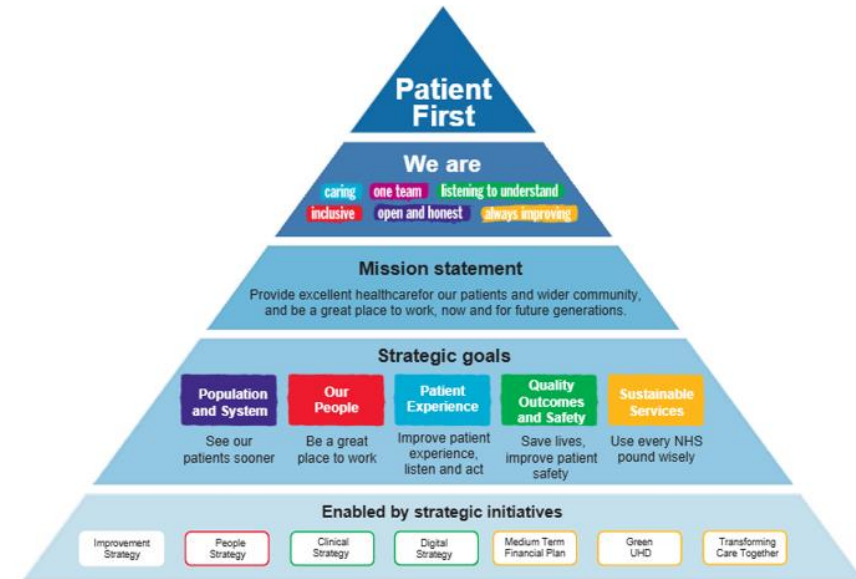 Patient
First
We are
caring one team listening to understand
inclusive open and honest always improving
Mission statement
Provide excellent healthcarefor our patients and wider community,
and be a great place to work, now and for future generations.
Strategic goals
Population
and System
See our
patients sooner
Our
People
Be a great
place to work
Patient
Experience
Improve patient
experience,
listen and act
Quality
Outcomes
and Safety
Save lives,
improve patient
safety
Sustainable
Services
Use every NHS
pound wisely
Enabled by strategic initiatives
Improvement
Strategy
People
Strategy
Clinical
Strategy
Digital
Strategy
Medium Term
Financial Plan
Green
UHD
Transforming
Care Together